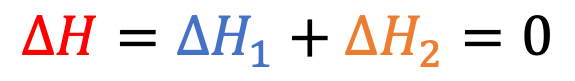 ΔH = ΔH₁ + ΔH₂ = 0